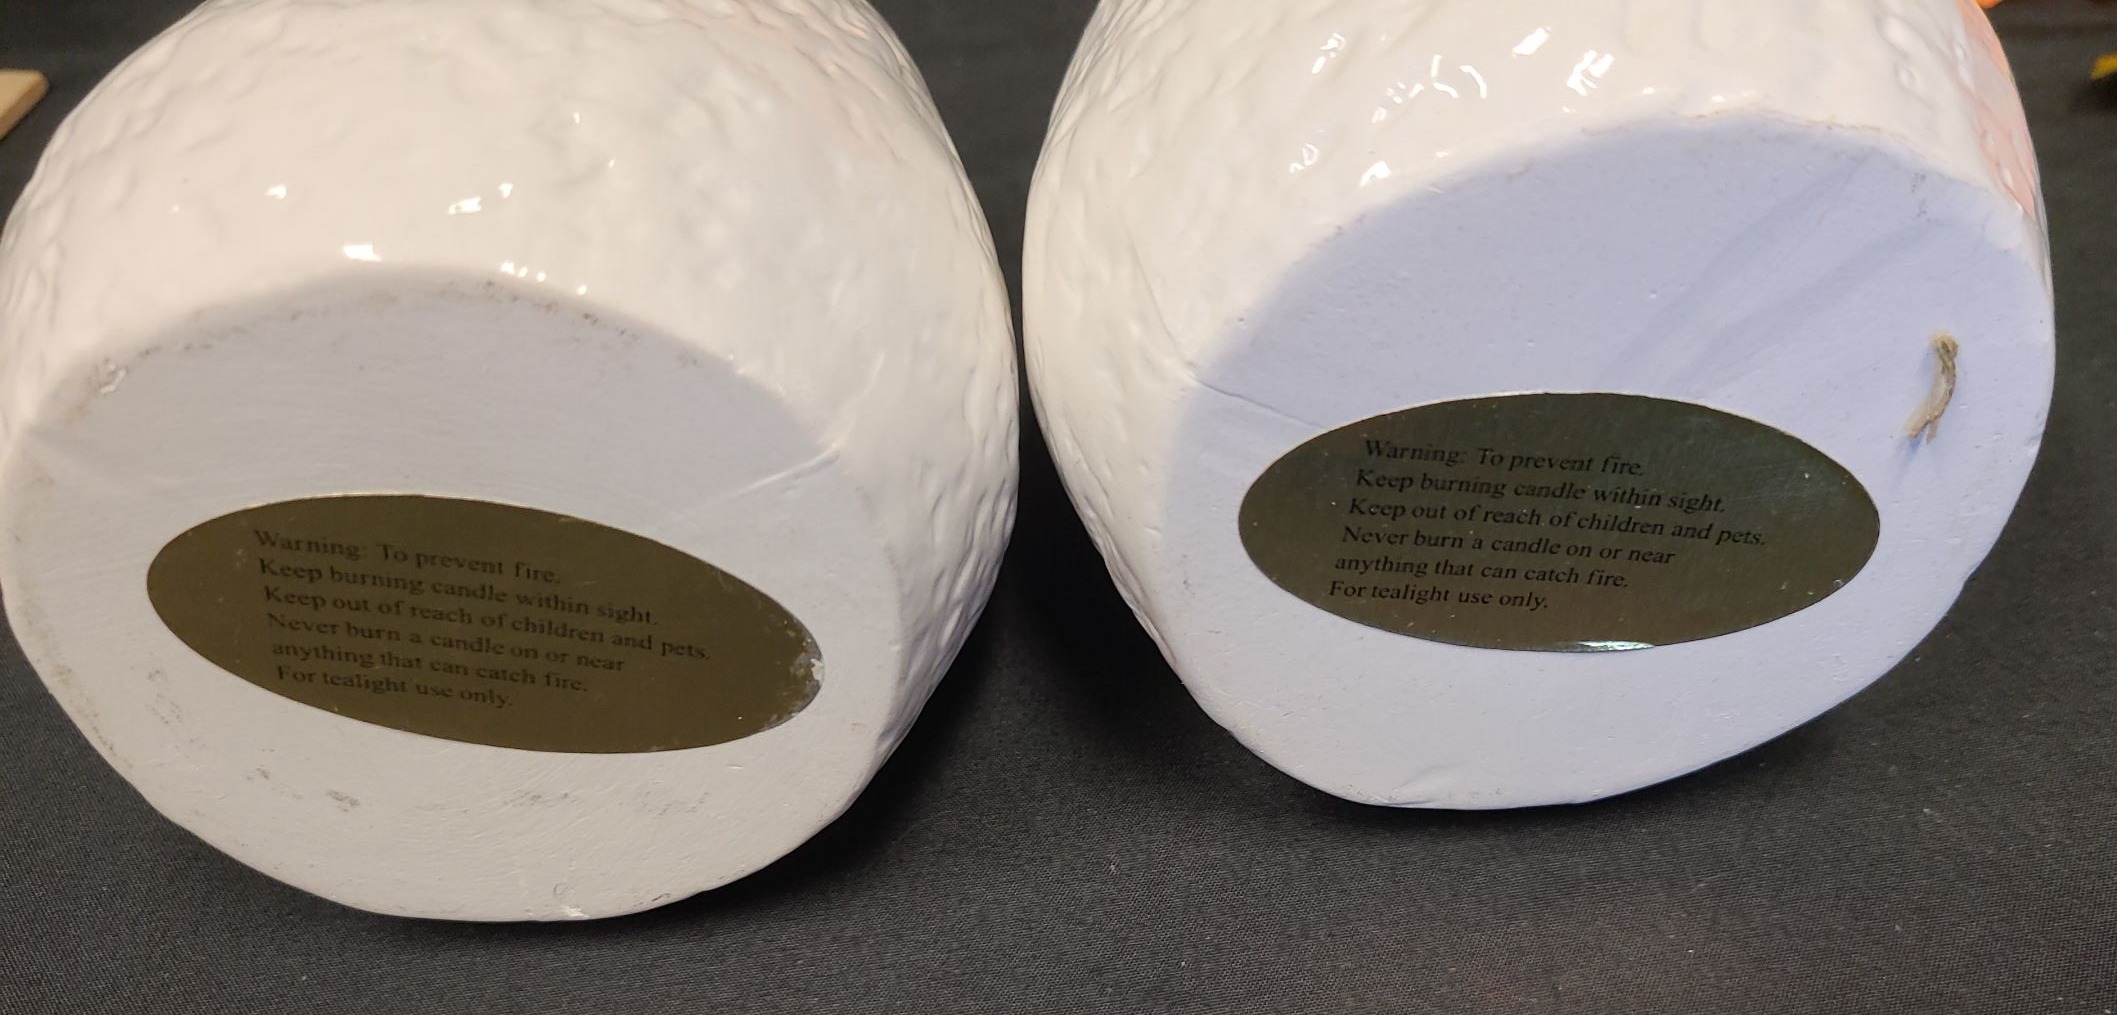 Warning: To prevent fire.
Keep burning candle within sight.
Keep out of reach of children and pets.
Never burn a candle on or near
anything that can catch fire.
For tealight use only.
Warning: To prevent fire.
Keep burning candle within sight.
Keep out of reach of children and pets.
Never burn a candle on or near
anything that can catch fire.
For tealight use only.